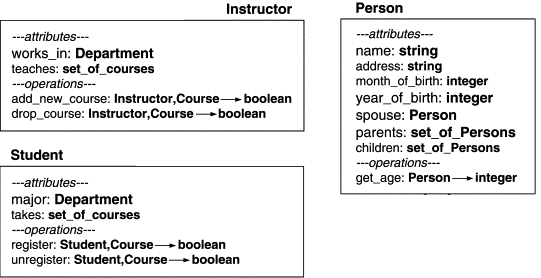 Instructor
---attributes---
works_in: Department
teaches: set_of_courses
---operations---
add_new_course: Instructor,Course → boolean
drop_course: Instructor,Course → boolean
Student
---attributes---
major: Department
takes: set_of_courses
---operations---
register: Student,Course → boolean
unregister: Student,Course → boolean
Person
---attributes---
name: string
address: string
month_of_birth: integer
year_of_birth: integer
spouse: Person
parents: set_of_Persons
children: set_of_Persons
---operations---
get_age: Person → integer